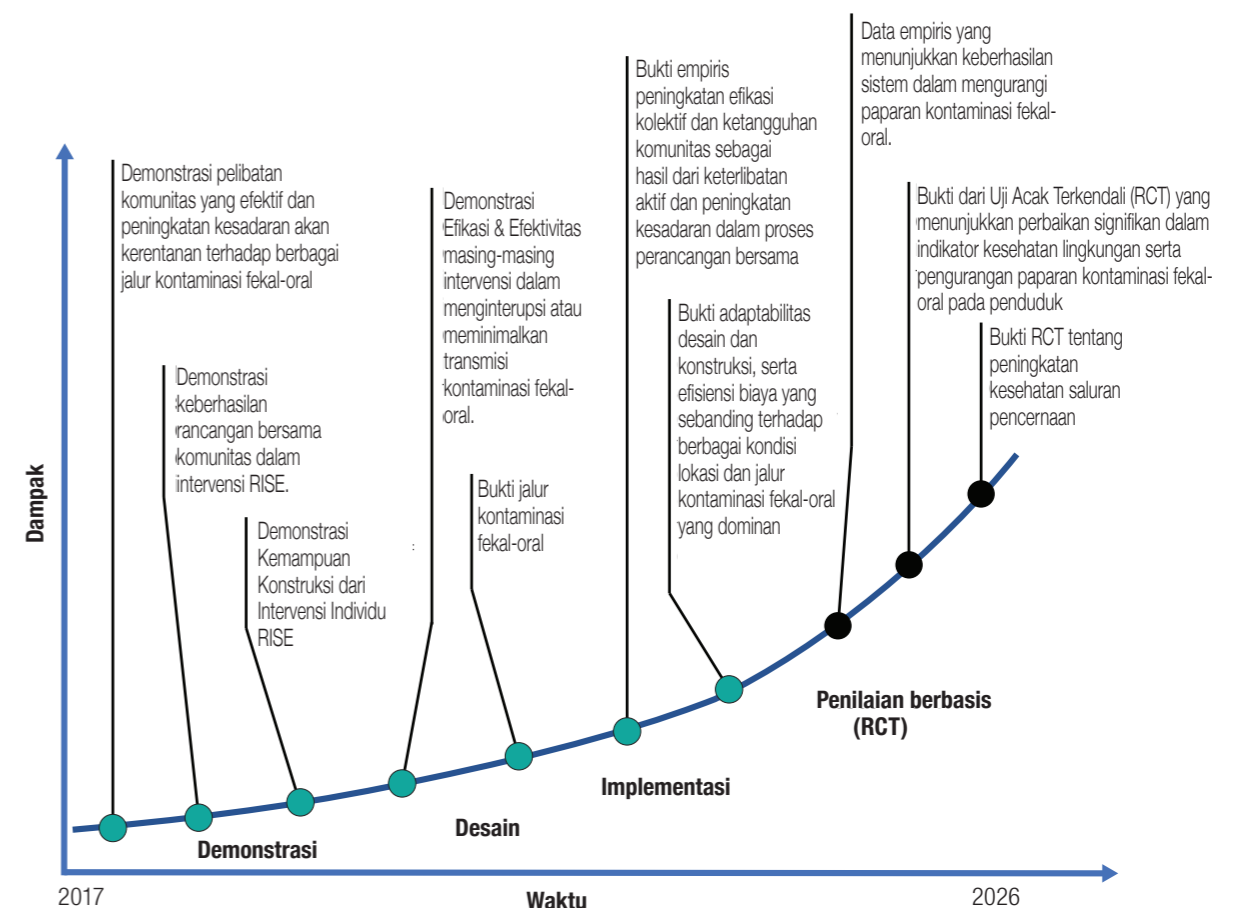 Demonstrasi pelibatan
komunitas yang efektif dan
peningkatan kesadaran akan
kerentanan terhadap berbagai
jalur kontaminasi fekal-oral
Demonstrasi
keberhasilan
rancangan bersama
komunitas dalam
intervensi RISE.
Demonstrasi
Kemampuan
Konstruksi dari
Intervensi Individu
RISE
Demonstrasi
Efikasi & Efektivitas
masing-masing
intervensi dalam
menginterupsi atau
meminimalkan
transmisi
kontaminasi fekal-
oral.
Bukti jalur
kontaminasi
fekal-oral
Bukti empiris
peningkatan efikasi
kolektif dan ketangguhan
komunitas sebagai
hasil dari keterlibatan
aktif dan peningkatan
kesadaran dalam proses
perancangan bersama
Bukti adaptabilitas
desain dan
konstruksi, serta
efisiensi biaya yang
sebanding terhadap
berbagai kondisi
lokasi dan jalur
kontaminasi fekal-oral
yang dominan
Data empiris yang
menunjukkan keberhasilan
sistem dalam mengurangi
paparan kontaminasi fekal-
oral.
Bukti dari Uji Acak Terkendali (RCT) yang
menunjukkan perbaikan signifikan dalam
indikator kesehatan lingkungan serta
pengurangan paparan kontaminasi fekal-
oral pada penduduk
Bukti RCT tentang
peningkatan
kesehatan saluran
pencernaan
Dampak
Demonstrasi
Desain
Implementasi
Penilaian berbasis
(RCT)
2017
Waktu
2026